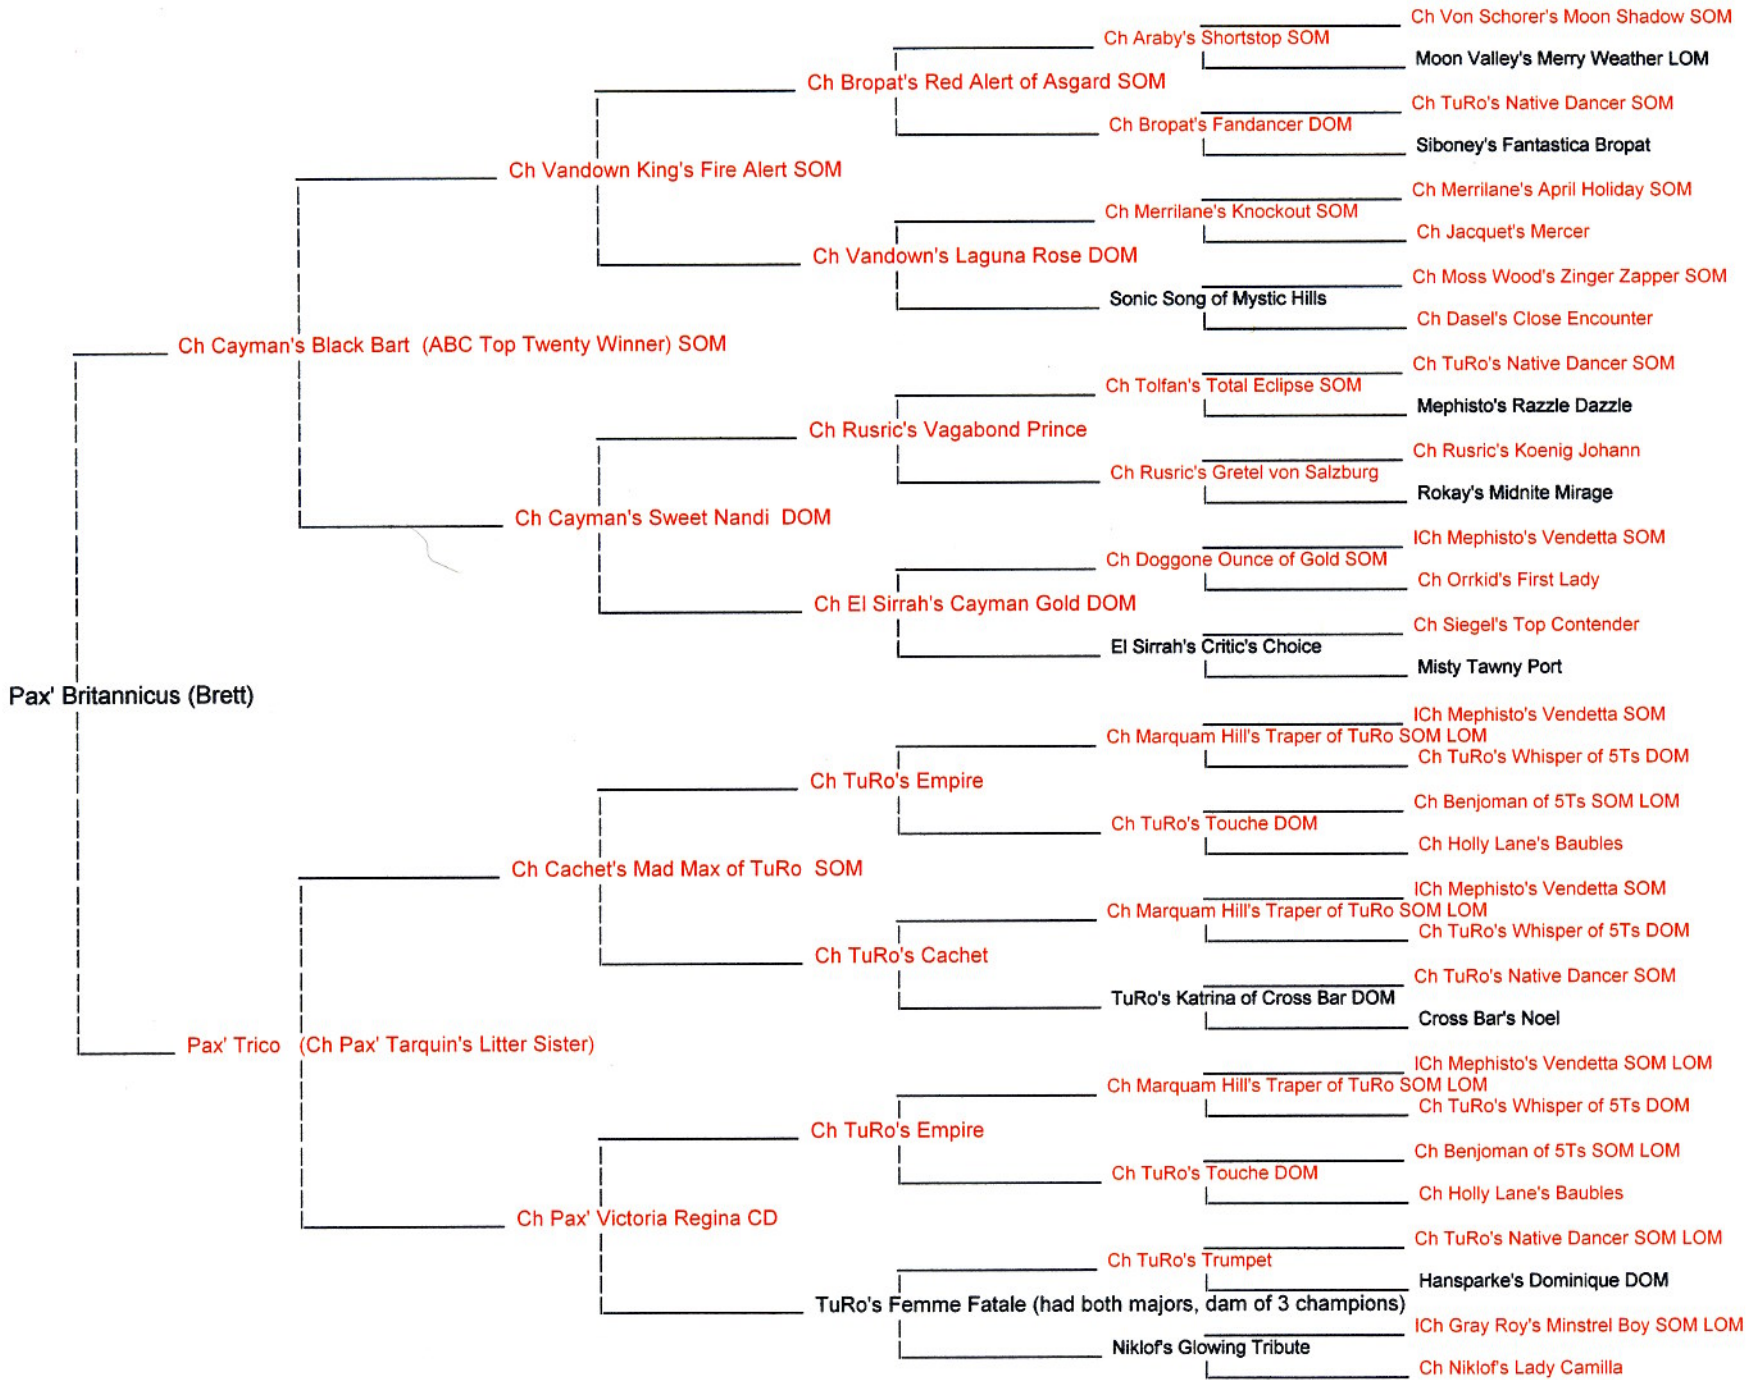 Ch Von Schorer's Moon Shadow SOM
Ch Araby's Shortstop SOM
Moon Valley's Merry Weather LOM
Ch Bropat's Red Alert of Asgard SOM
Ch TuRo's Native Dancer SOM
Ch Bropat's Fandancer DOM
Siboney's Fantastica Bropat
Ch Vandown King's Fire Alert SOM
Ch Merrilane's April Holiday SOM
Ch Merrilane's Knockout SOM
Ch Jacquet's Mercer
Ch Vandown's Laguna Rose DOM
Ch Moss Wood's Zinger Zapper SOM
Sonic Song of Mystic Hills
Ch Dasel's Close Encounter
Ch Cayman's Black Bart (ABC Top Twenty Winner) SOM
Ch TuRo's Native Dancer SOM
Ch Tolfan's Total Eclipse SOM
Mephisto's Razzle Dazzle
Ch Rusric's Vagabond Prince
Ch Rusric's Koenig Johann
Ch Rusric's Gretel von Salzburg
Rokay's Midnite Mirage
Ch Cayman's Sweet Nandi DOM
ICh Mephisto's Vendetta SOM
Ch Doggone Ounce of Gold SOM
Ch Orrkid's First Lady
Ch El Sirrah's Cayman Gold DOM
Ch Siegel's Top Contender
El Sirrah's Critic's Choice
Misty Tawny Port
Pax' Britannicus (Brett)
ICh Mephisto's Vendetta SOM
Ch Marquam Hill's Traper of TuRo SOM LOM
Ch TuRo's Whisper of 5Ts DOM
Ch TuRo's Empire
Ch Benjoman of 5Ts SOM LOM
Ch TuRo's Touche DOM
Ch Holly Lane's Baubles
Ch Cachet's Mad Max of TuRo SOM
ICh Mephisto's Vendetta SOM
Ch Marquam Hill's Traper of TuRo SOM LOM
Ch TuRo's Whisper of 5Ts DOM
Ch TuRo's Cachet
Ch TuRo's Native Dancer SOM
TuRo's Katrina of Cross Bar DOM
Cross Bar's Noel
Pax' Trico (Ch Pax' Tarquin's Litter Sister)
ICh Mephisto's Vendetta SOM LOM
Ch Marquam Hill's Traper of TuRo SOM LOM
Ch TuRo's Whisper of 5Ts DOM
Ch TuRo's Empire
Ch Benjoman of 5Ts SOM LOM
Ch TuRo's Touche DOM
Ch Holly Lane's Baubles
Ch Pax' Victoria Regina CD
Ch TuRo's Native Dancer SOM LOM
Ch TuRo's Trumpet
Hansparke's Dominique DOM
TuRo's Femme Fatale (had both majors, dam of 3 champions)
ICh Gray Roy's Minstrel Boy SOM LOM
Niklof's Glowing Tribute
Ch Niklof's Lady Camilla